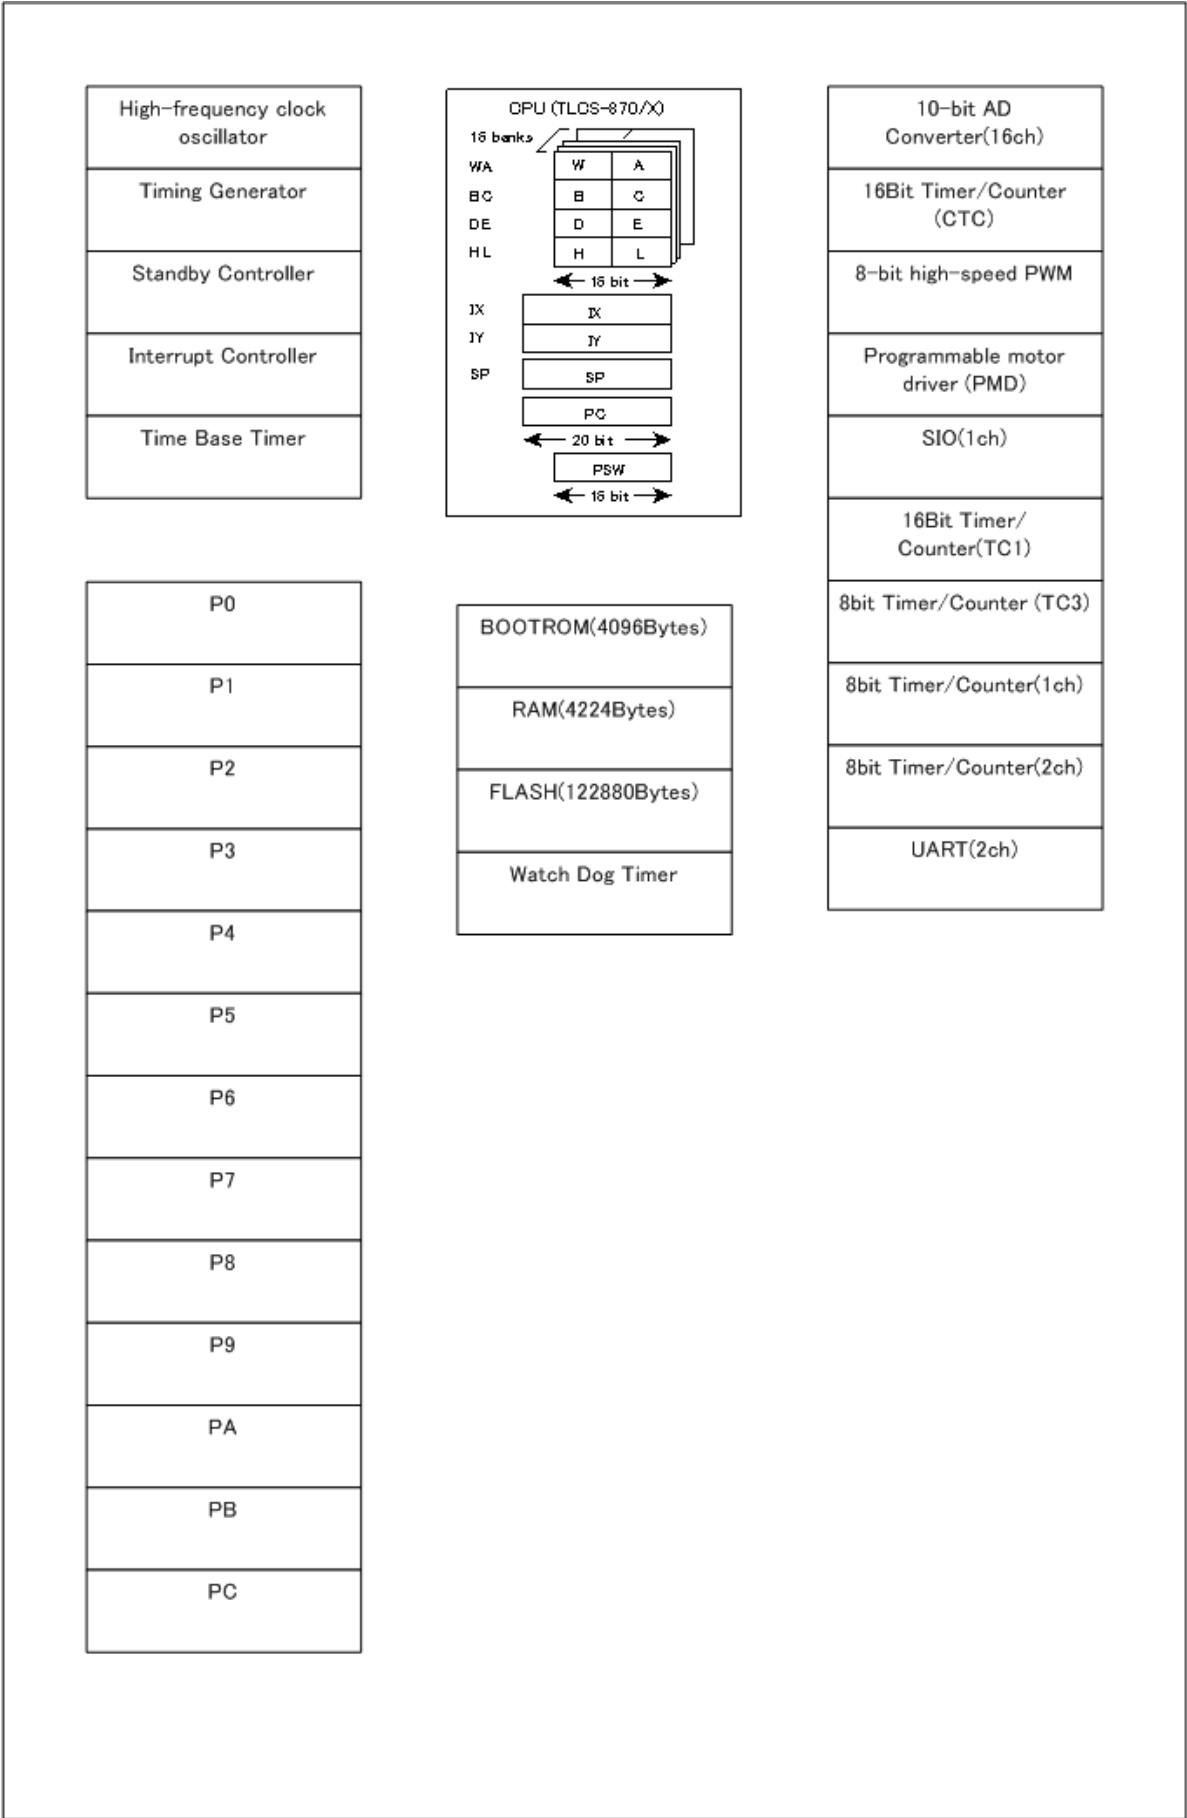 High-frequency clock
oscillator
Timing Generator
Standby Controller
Interrupt Controller
Time Base Timer
CPU (TLCS-870/X)
16 banks
WA
W A
BC
B C
DE
D E
HL
H L
16 bit
IX
IX
IY
IY
SP
SP
PC
20 bit
PSW
16 bit
10-bit AD
Converter(16ch)
16Bit Timer/Counter
(CTC)
8-bit high-speed PWM
Programmable motor
driver (PMD)
SIO(1ch)
16Bit Timer/
Counter(TC1)
8bit Timer/Counter (TC3)
8bit Timer/Counter(1ch)
8bit Timer/Counter(2ch)
UART(2ch)
P0
P1
P2
P3
P4
P5
P6
P7
P8
P9
PA
PB
PC
BOOTROM(4096Bytes)
RAM(4224Bytes)
FLASH(122880Bytes)
Watch Dog Timer